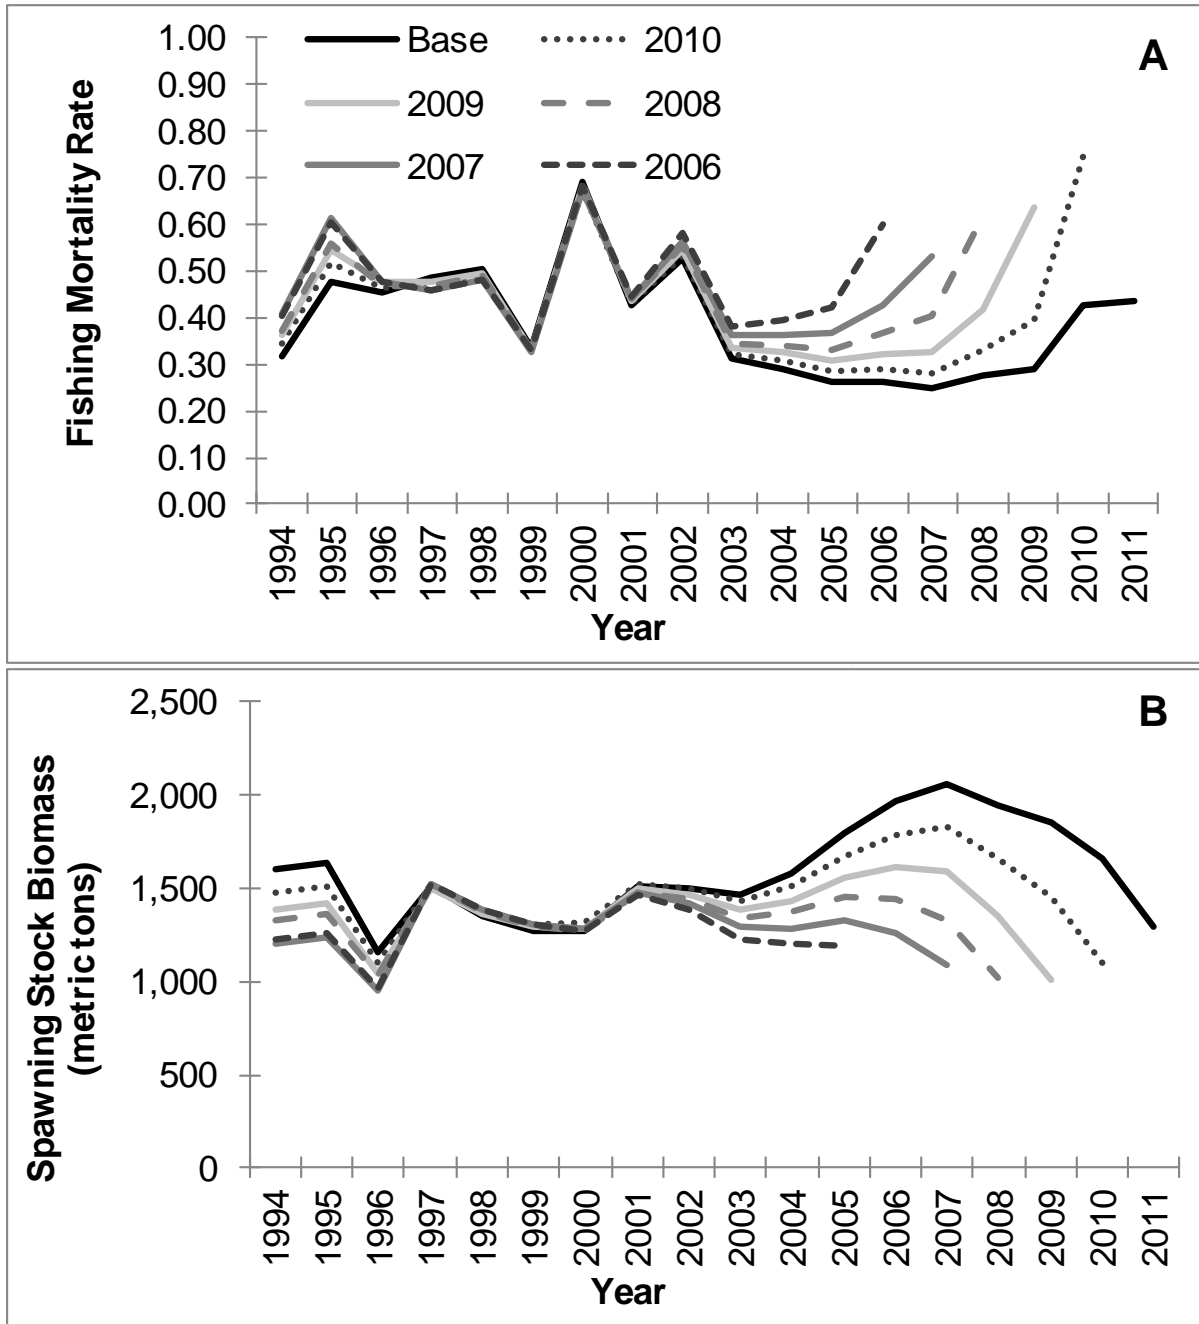 A
Fishing Mortality Rate
1.00
0.90
0.80
0.70
0.60
0.50
0.40
0.30
0.20
0.10
0.00
Base 2010
2009 2008
2007 2006
1994 1995 1996 1997 1998 1999 2000 2001 2002 2003 2004 2005 2006 2007 2008 2009 2010 2011
Year
B
Spawning Stock Biomass
(metric tons)
2,500
2,000
1,500
1,000
500
0
1994 1995 1996 1997 1998 1999 2000 2001 2002 2003 2004 2005 2006 2007 2008 2009 2010 2011
Year